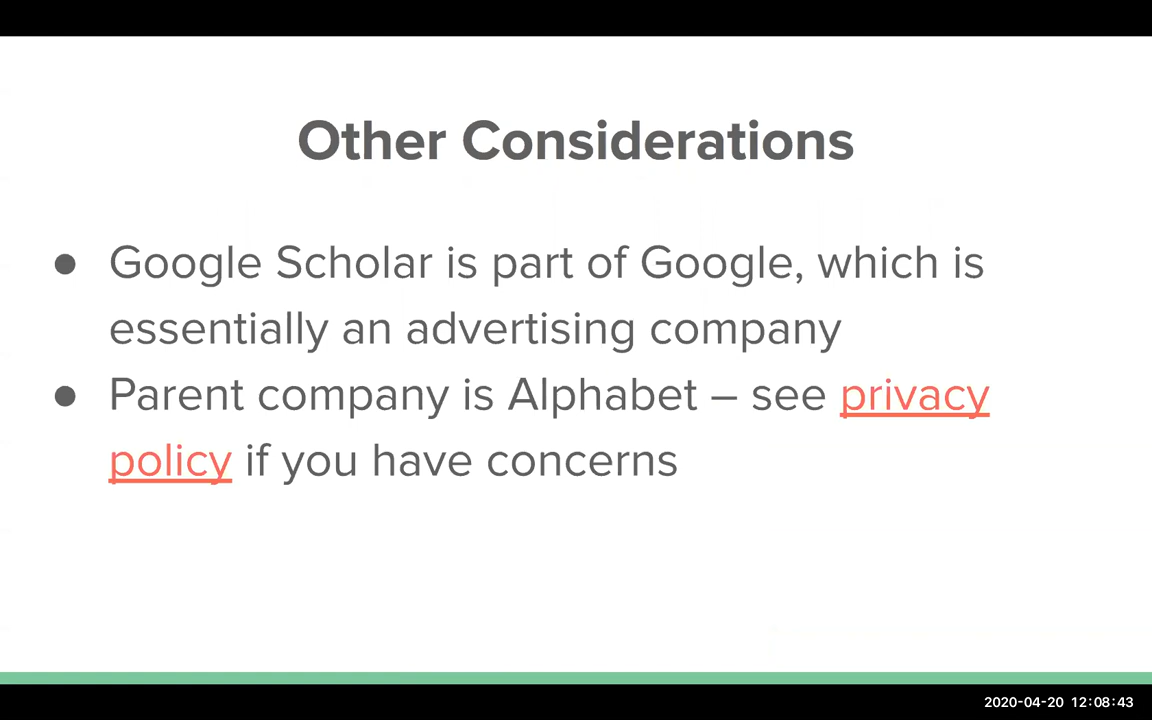 Other Considerations
● Google Scholar is part of Google, which is
essentially an advertising company
● Parent company is Alphabet – see privacy
policy if you have concerns
2020-04-20 12:08:43